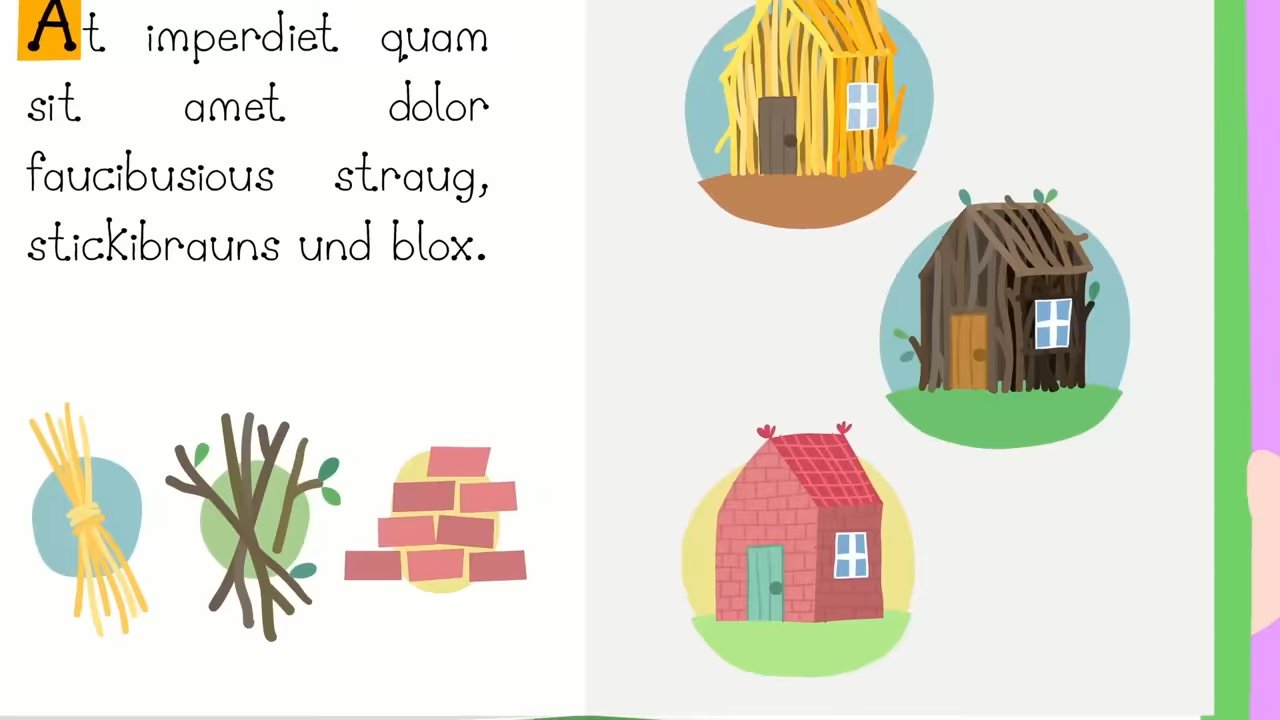 At imperdiet quam
sit amet dolor
faucibusious straug,
stickibrauns und blox.